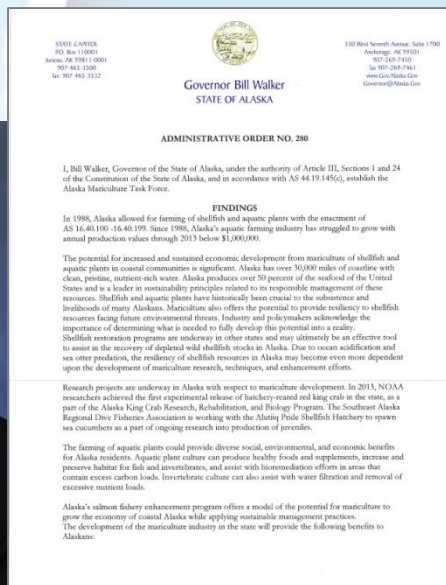 STATE CAPITOL
P.O. Box 110001
Juneau, AK 99811-0001
907-465-3500
fax: 907-465-3532
550 West Seventh Avenue, Suite 1700
Anchorage, AK 99501
907-269-7450
fax 907-269-7461
www.Gov.Alaska.Gov
Governor@Alaska.Gov
Governor Bill Walker
STATE OF ALASKA
ADMINISTRATIVE ORDER NO. 280
I, Bill Walker, Governor of the State of Alaska, under the authority of Article III, Sections 1 and 24
of the Constitution of the State of Alaska, and in accordance with AS 44.19.145(c), establish the
Alaska Mariculture Task Force.
FINDINGS
In 1988, Alaska allowed for farming of shellfish and aquatic plants with the enactment of
AS 16.40.100 -16.40.199. Since 1988, Alaska's aquatic farming industry has struggled to grow with
annual production values through 2013 below $1,000,000.
The potential for increased and sustained economic development from mariculture of shellfish and
aquatic plants in coastal communities is significant. Alaska has over 30,000 miles of coastline with
clean, pristine, nutrient-rich water. Alaska produces over 50 percent of the seafood of the United
States and is a leader in sustainability principles related to its responsible management of these
resources. Shellfish and aquatic plants have historically been crucial to the subsistence and
livelihoods of many Alaskans. Mariculture also offers the potential to provide resiliency to shellfish
resources facing future environmental threats. Industry and policymakers acknowledge the
importance of determining what is needed to fully develop this potential into a reality.
Shellfish restoration programs are underway in other states and may ultimately be an effective tool
to assist in the recovery of depleted wild shellfish stocks in Alaska. Due to ocean acidification and
sea otter predation, the resiliency of shellfish resources in Alaska may become even more dependent
upon the development of mariculture research, techniques, and enhancement efforts.
Research projects are underway in Alaska with respect to mariculture development. In 2013, NOAA
researchers achieved the first experimental release of hatchery-reared red king crab in the state, as a
part of the Alaska King Crab Research, Rehabilitation, and Biology Program. The Southeast Alaska
Regional Dive Fisheries Association is working with the Alutiiq Pride Shellfish Hatchery to spawn
sea cucumbers as a part of ongoing research into production of juveniles.
The farming of aquatic plants could provide diverse social, environmental, and economic benefits
for Alaska residents. Aquatic plant culture can produce healthy foods and supplements, increase and
preserve habitat for fish and invertebrates, and assist with bioremediation efforts in areas that
contain excess carbon loads. Invertebrate culture can also assist with water filtration and removal of
excessive nutrient loads.
Alaska's salmon fishery enhancement program offers a model of the potential for mariculture to
grow the economy of coastal Alaska while applying sustainable management practices.
The development of the mariculture industry in the state will provide the following benefits to
Alaskans: